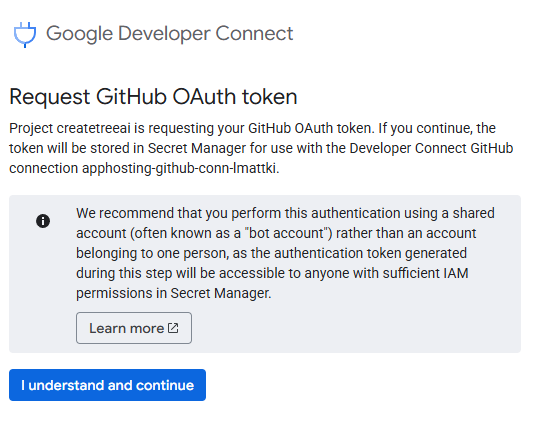 Google Developer Connect
Request GitHub OAuth token
Project createtreeai is requesting your GitHub OAuth token. If you continue, the
token will be stored in Secret Manager for use with the Developer Connect GitHub
connection apphosting-github-conn-lmattki.
We recommend that you perform this authentication using a shared
account (often known as a "bot account") rather than an account
belonging to one person, as the authentication token generated
during this step will be accessible to anyone with sufficient IAM
permissions in Secret Manager.
Learn more
I understand and continue